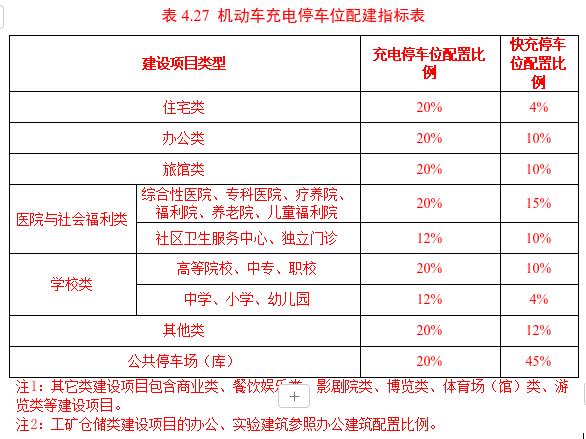 表 4.27 机动车充电停车位配建指标表
建设项目类型 充电停车位配置比例 快充停车位配置比例
住宅类 20% 4%
办公类 20% 10%
旅馆类 20% 10%
医院与社会福利类 综合性医院、专科医院、疗养院、福利院、养老院、儿童福利院 20% 15%
社区卫生服务中心、独立门诊 12% 10%
学校类 高等院校、中专、职校 20% 10%
中学、小学、幼儿园 12% 4%
其他类 20% 12%
公共停车场（库） 20% 45%
注1：其它类建设项目包含商业类、餐饮娱乐类、影剧院类、博览类、体育场（馆）类、游
览类等建设项目。
注2：工矿仓储类建设项目的办公、实验建筑参照办公建筑配置比例。